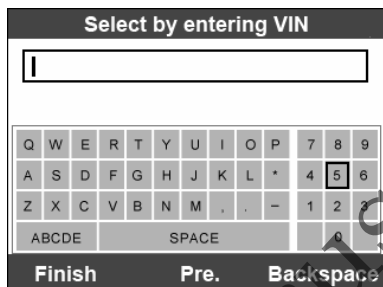 Select by entering VIN
Q W E R T Y U I O P 7 8 9
A S D F G H J K L * 4 5 6
Z X C V B N M , . - 1 2 3
ABCDE SPACE 0
Finish Pre. Backspace